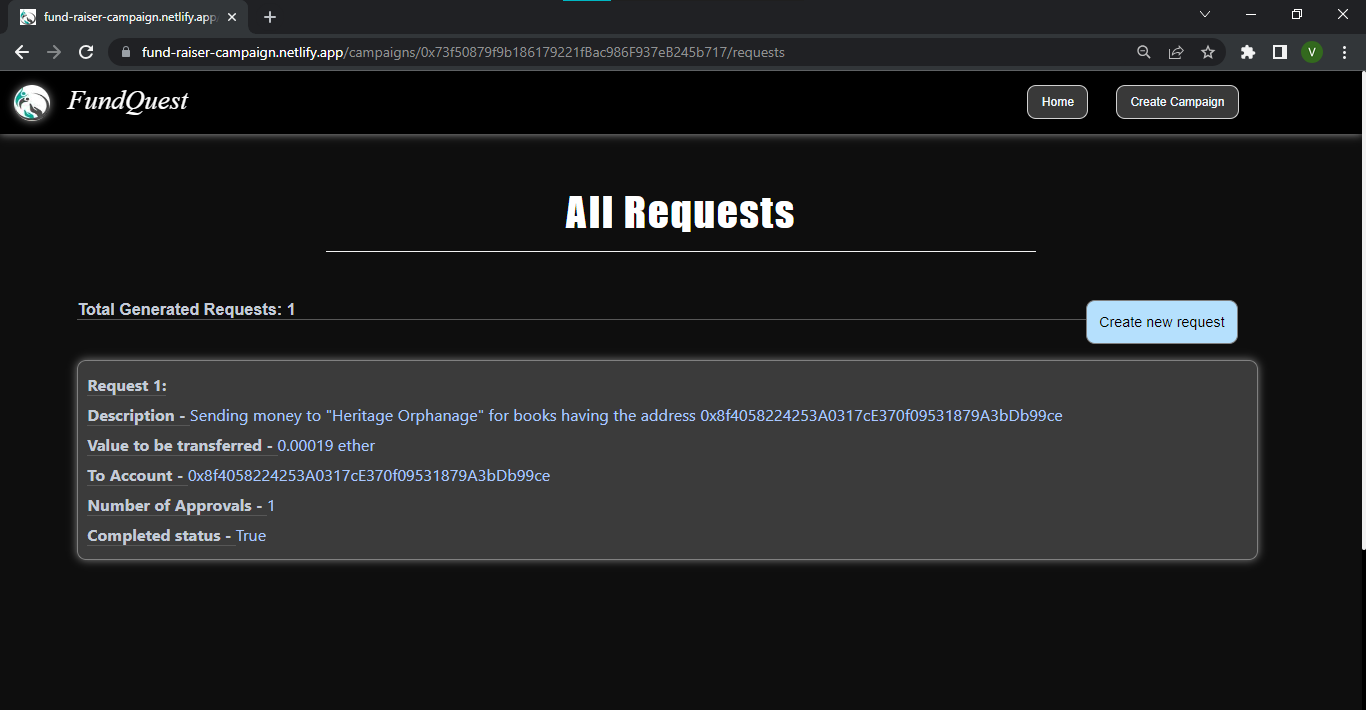 fund-raiser-campaign.netlify.app
fund-raiser-campaign.netlify.app/campaigns/0x73f50879f9b186179221fBac986F937eB245b717/requests
V
FundQuest
Home
Create Campaign
All Requests
Total Generated Requests: 1
Create new request
Request 1:
Description - Sending money to "Heritage Orphanage" for books having the address 0x8f4058224253A0317cE370f09531879A3bDb99ce
Value to be transferred - 0.00019 ether
To Account - 0x8f4058224253A0317cE370f09531879A3bDb99ce
Number of Approvals - 1
Completed status - True